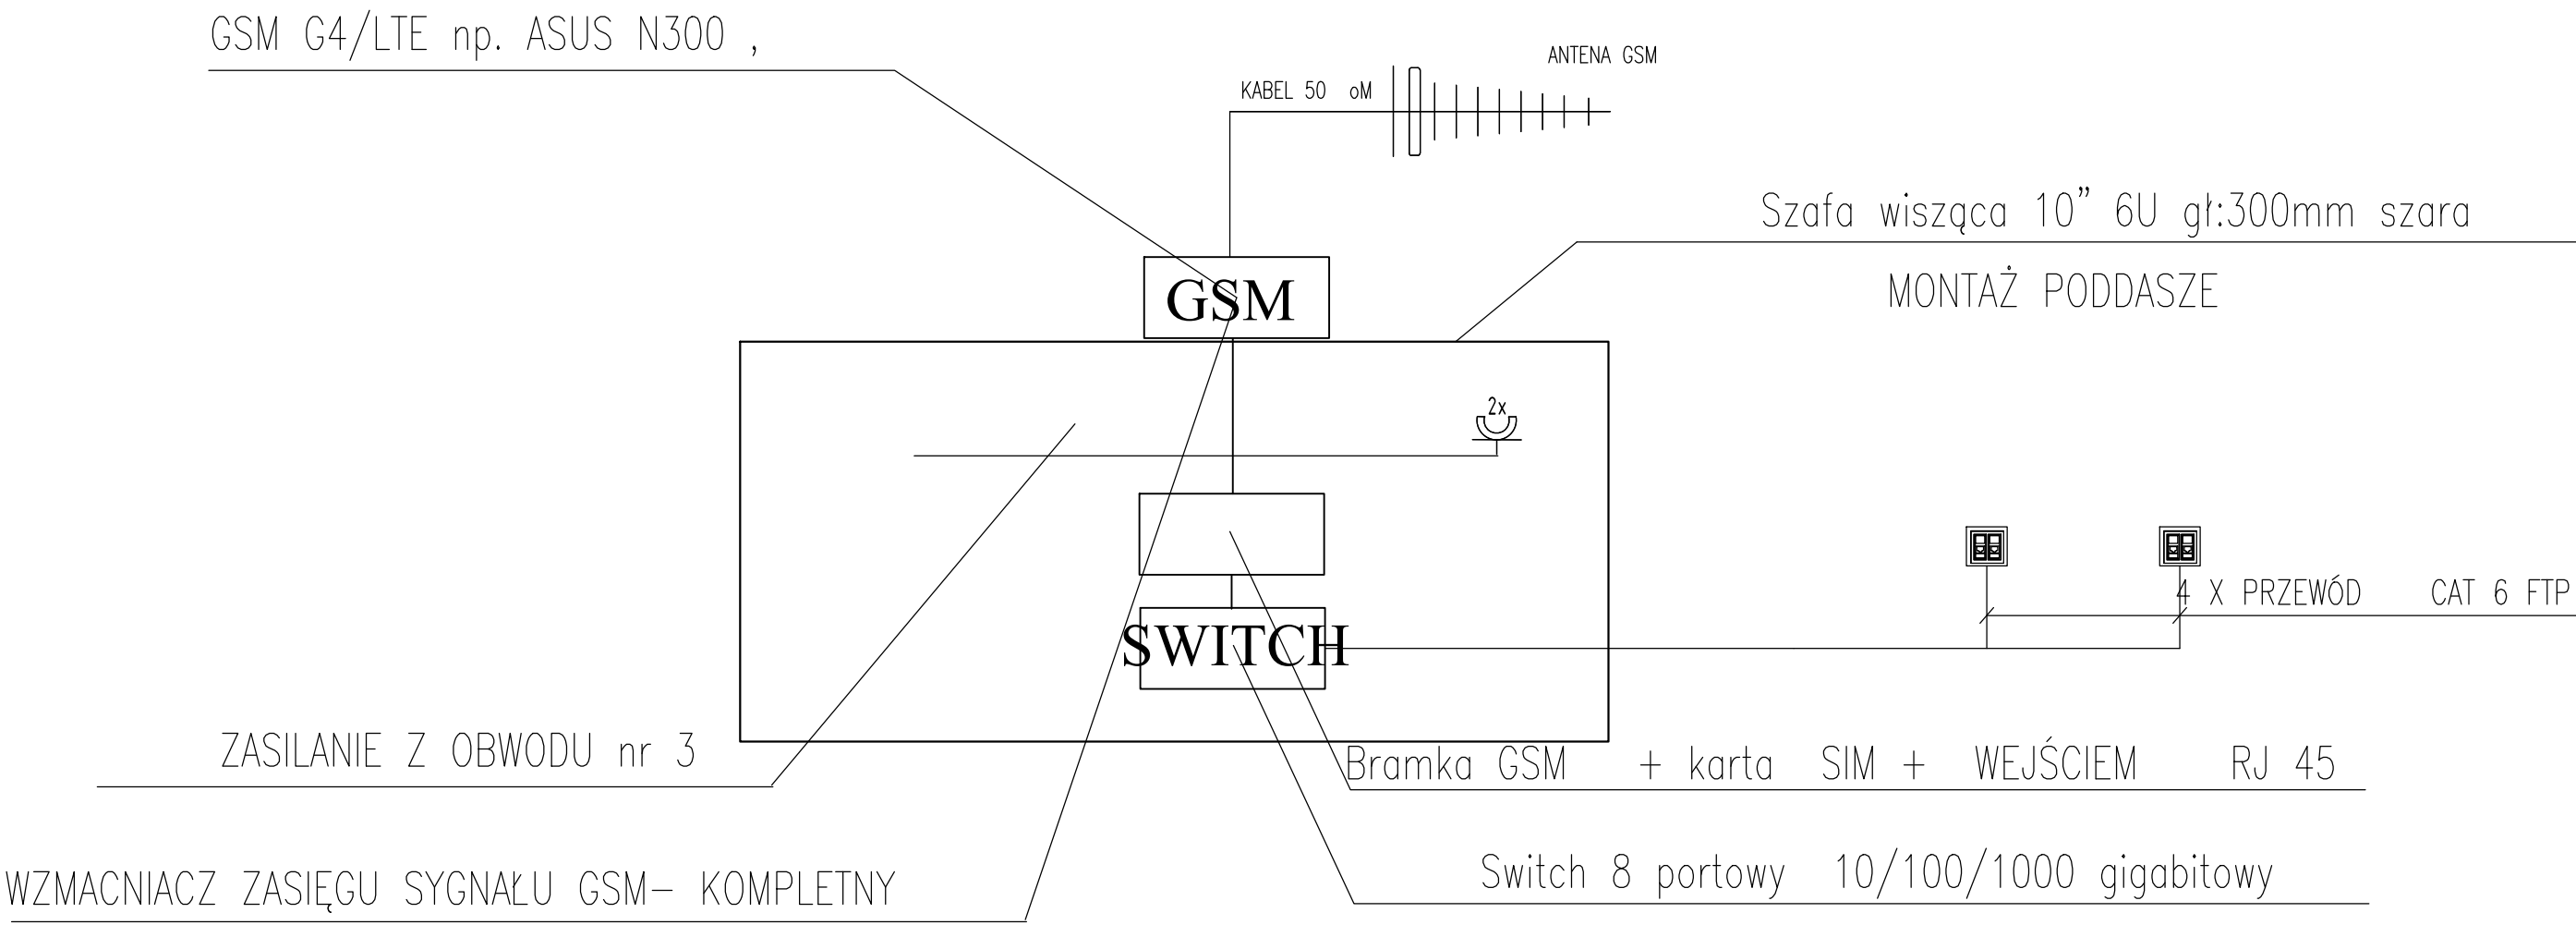 GSM G4/LTE np. ASUS N300 ,
ANTENA GSM
KABEL 50 oM
Szafa wisząca 10” 6U gł:300mm szara
MONTAŻ PODDASZE
GSM
2x
4 X PRZEWÓD CAT 6 FTP
SWITCH
ZASILANIE Z OBWODU nr 3
Bramka GSM + karta SIM + WEJŚCIEM RJ 45
Switch 8 portowy 10/100/1000 gigabitowy
WZMACNIACZ ZASIĘGU SYGNAŁU GSM- KOMPLETNY